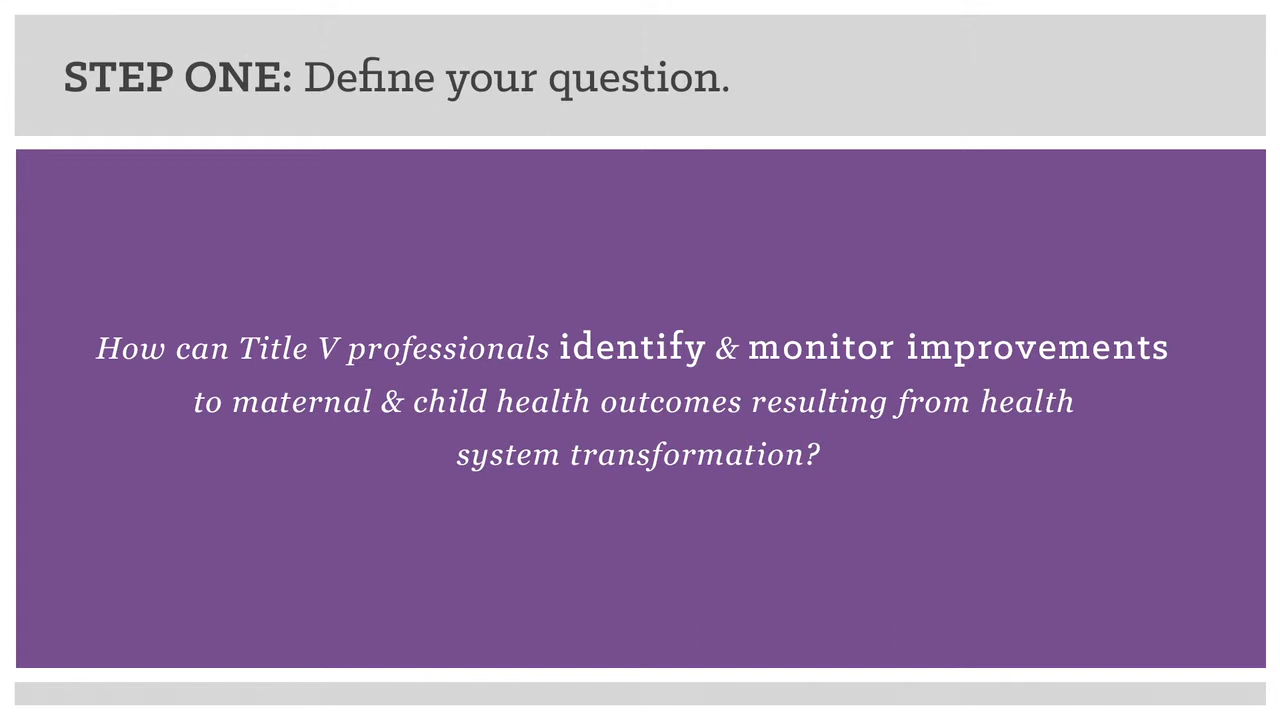 STEP ONE: Define your question.
How can Title V professionals identify & monitor improvements
to maternal & child health outcomes resulting from health
system transformation?